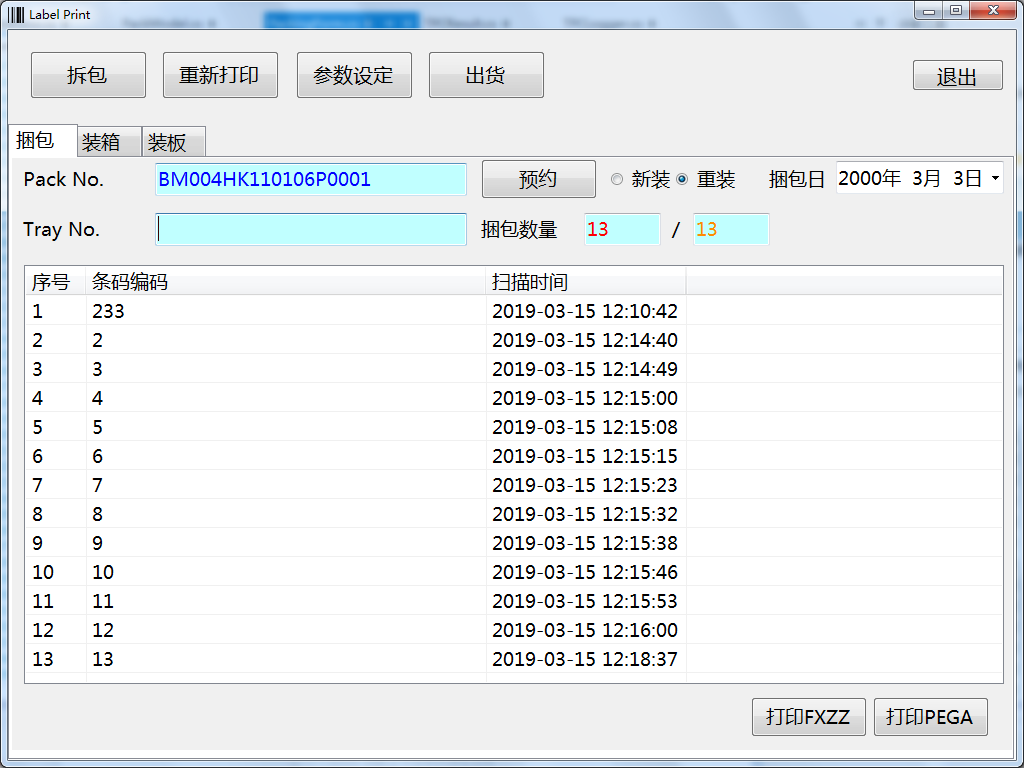 Label Print
拆包 重新打印 参数设定 出货 退出
捆包 装箱 装板
Pack No. BM004HK110106P0001 预约 新装 重装 捆包日 2000年 3月 3日
Tray No. 捆包数量 13 / 13
序号 条码编码 扫描时间
1 233 2019-03-15 12:10:42
2 2 2019-03-15 12:14:40
3 3 2019-03-15 12:14:49
4 4 2019-03-15 12:15:00
5 5 2019-03-15 12:15:08
6 6 2019-03-15 12:15:15
7 7 2019-03-15 12:15:23
8 8 2019-03-15 12:15:32
9 9 2019-03-15 12:15:38
10 10 2019-03-15 12:15:46
11 11 2019-03-15 12:15:53
12 12 2019-03-15 12:16:00
13 13 2019-03-15 12:18:37
打印FXZZ 打印PEGA